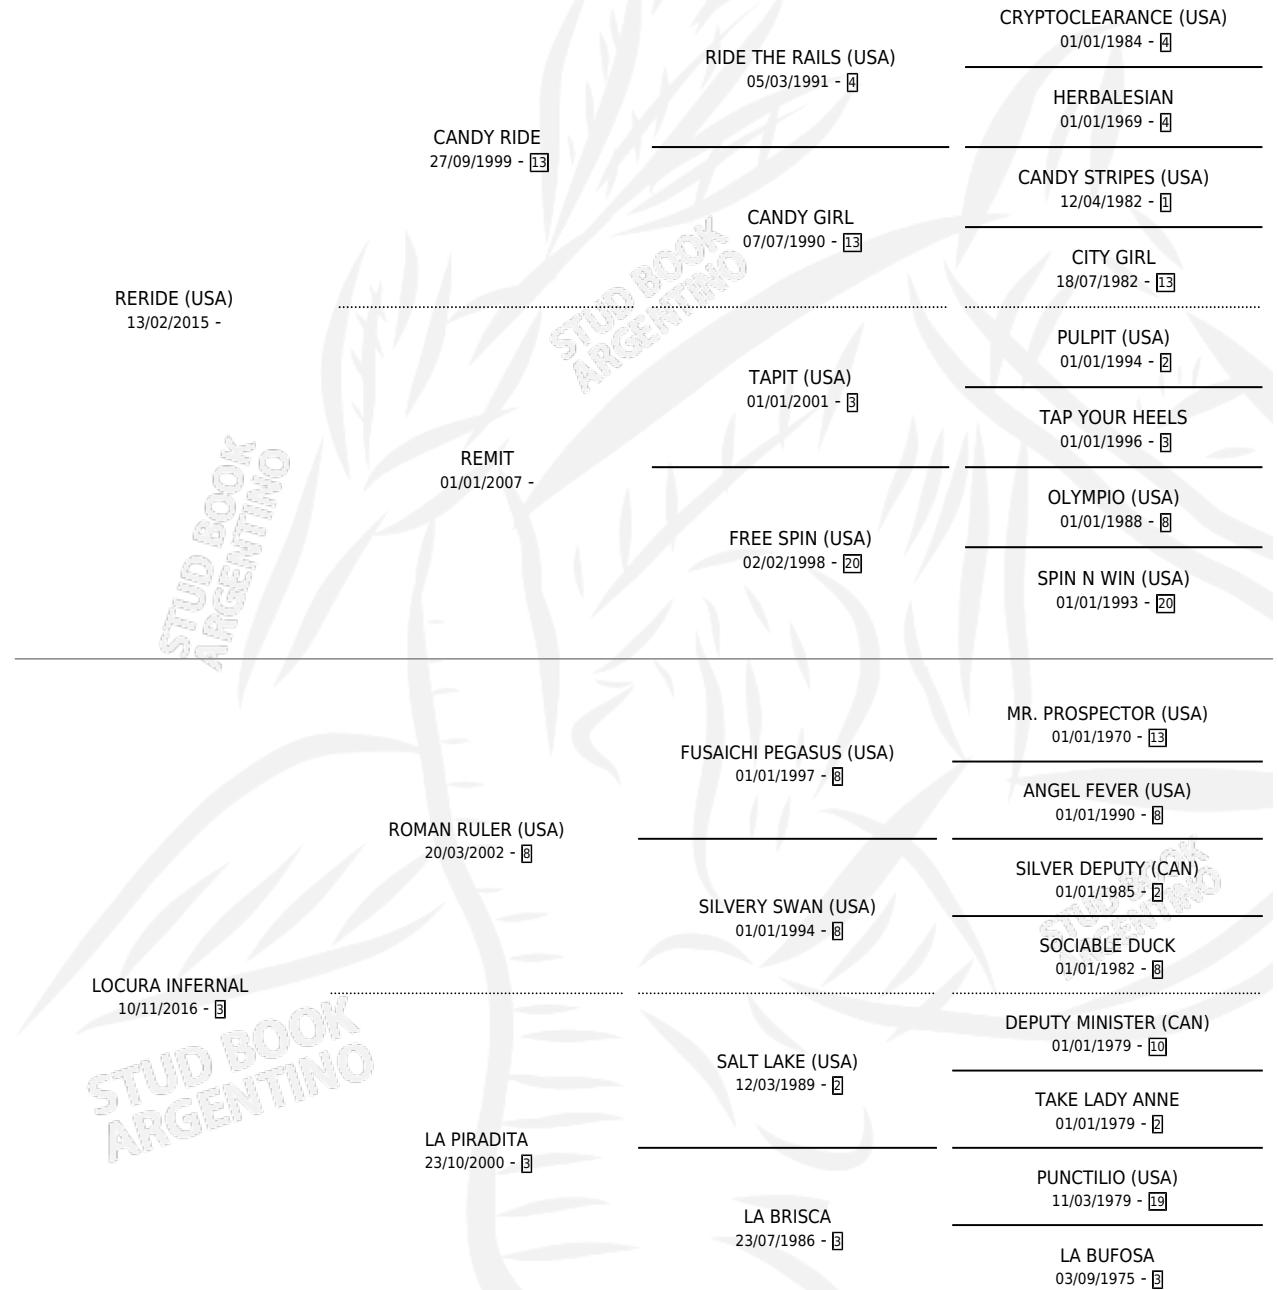 CRYPTOCLEARANCE (USA)
01/01/1984 - 4
RIDE THE RAILS (USA)
05/03/1991 - 4
HERBALESIAN
01/01/1969 - 4
CANDY RIDE
27/09/1999 - 13
CANDY STRIPES (USA)
12/04/1982 - 1
CANDY GIRL
07/07/1990 - 13
CITY GIRL
18/07/1982 - 13
RERIDE (USA)
13/02/2015 -
PULPIT (USA)
01/01/1994 - 2
TAPIT (USA)
01/01/2001 - 3
TAP YOUR HEELS
01/01/1996 - 3
REMIT
01/01/2007 -
OLYMPIO (USA)
01/01/1988 - 8
FREE SPIN (USA)
02/02/1998 - 20
SPIN N WIN (USA)
01/01/1993 - 20
MR. PROSPECTOR (USA)
01/01/1970 - 13
FUSAICHI PEGASUS (USA)
01/01/1997 - 8
ANGEL FEVER (USA)
01/01/1990 - 8
ROMAN RULER (USA)
20/03/2002 - 8
SILVER DEPUTY (CAN)
01/01/1985 - 2
SILVERY SWAN (USA)
01/01/1994 - 8
SOCIABLE DUCK
01/01/1982 - 8
LOCURA INFERNAL
10/11/2016 - 3
DEPUTY MINISTER (CAN)
01/01/1979 - 10
SALT LAKE (USA)
12/03/1989 - 2
TAKE LADY ANNE
01/01/1979 - 2
LA PIRADITA
23/10/2000 - 3
PUNCTILIO (USA)
11/03/1979 - 19
LA BRISCA
23/07/1986 - 3
LA BUFOSA
03/09/1975 - 3
STUD BOOK
ARGENTINO
STUD BOOK
ARGENTINO
STUD BOOK
ARGENTINO
STUD BOOK
ARGENTINO